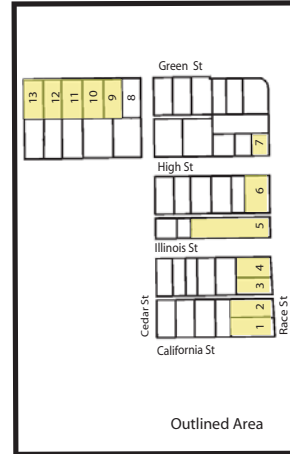 Green St
13 12 11 10 9 8
7
High St
6
5
Illinois St
4
3
Cedar St
Race St
2
1
California St
Outlined Area